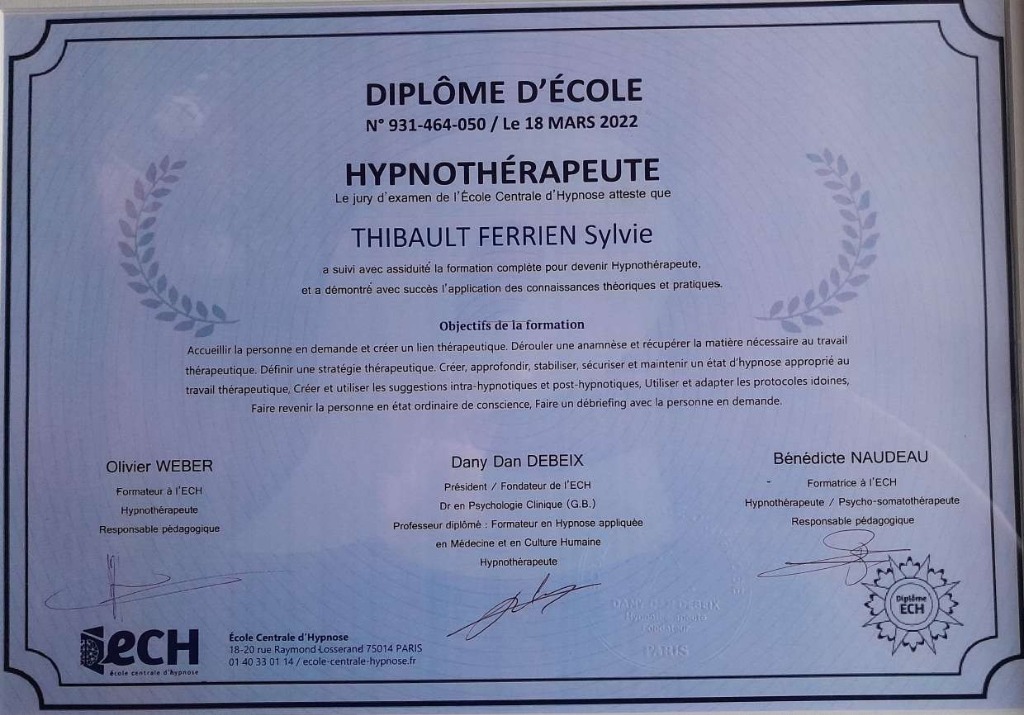 DIPLÔME D'ÉCOLE
N° 931-464-050 / Le 18 MARS 2022
HYPNOTHÉRAPEUTE
Le jury d'examen de l'École Centrale d'Hypnose atteste que
THIBAULT FERRIEN Sylvie
a suivi avec assiduité la formation complète pour devenir Hypnothérapeute,
et a démontré avec succès l'application des connaissances théoriques et pratiques.
Objectifs de la formation
Accueillir la personne en demande et créer un lien thérapeutique. Dérouler une anamnèse et récupérer la matière nécessaire au travail
thérapeutique. Définir une stratégie thérapeutique. Créer, approfondir, stabiliser, sécuriser et maintenir un état d'hypnose approprié au
travail thérapeutique, Créer et utiliser les suggestions intra-hypnotiques et post-hypnotiques, Utiliser et adapter les protocoles idoines,
Faire revenir la personne en état ordinaire de conscience, Faire un débriefing avec la personne en demande.
Olivier WEBER
Formateur à l'ECH
Hypnothérapeute
Responsable pédagogique
Dany Dan DEBEIX
Président / Fondateur de l'ECH
Dr en Psychologie Clinique (G.B.)
Professeur diplômé : Formateur en Hypnose appliquée
en Médecine et en Culture Humaine
Hypnothérapeute
Bénédicte NAUDEAU
Formatrice à l'ECH
Hypnothérapeute / Psycho-somatothérapeute
Responsable pédagogique
DANY DAN DEBEIX
Hypnothérapeute
Fondateur
PARIS
Diplôme
ECH
eCH
école centrale d'hypnose
École Centrale d'Hypnose
18-20 rue Raymond Losserand 75014 PARIS
01 40 33 01 14 / ecole-centrale-hypnose.fr